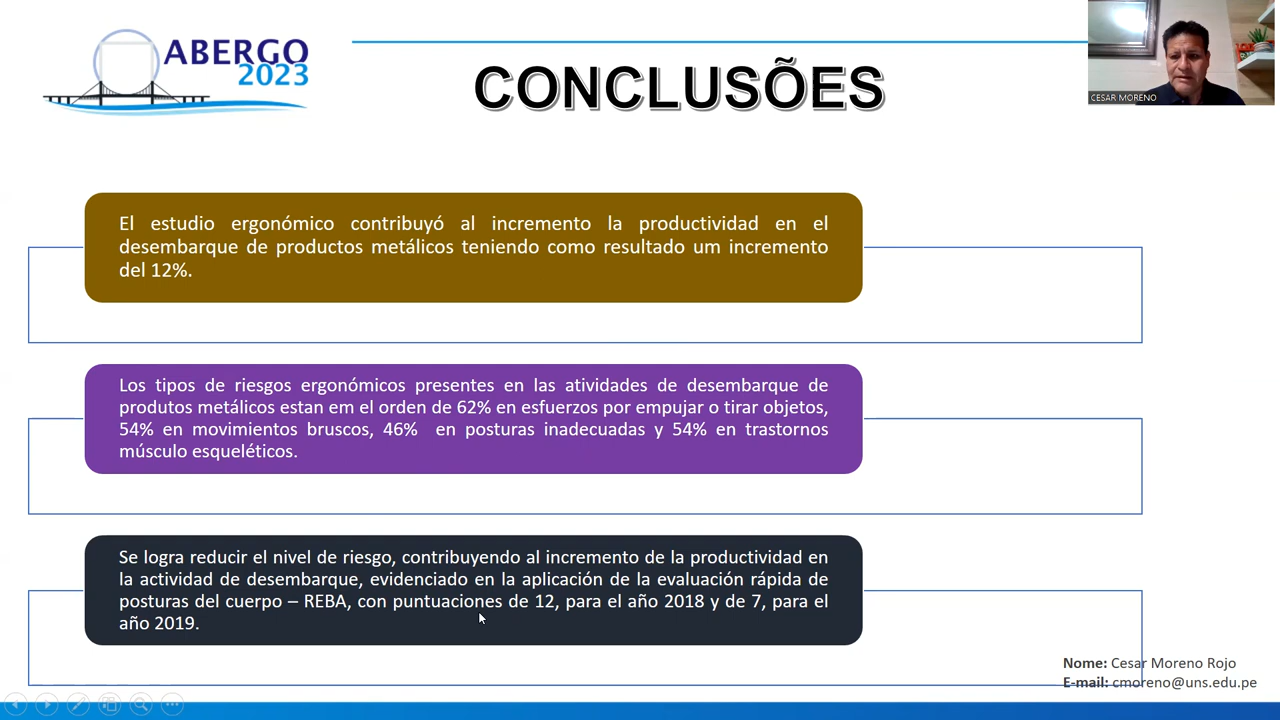 ABERGO
2023
CONCLUSÕES
CESAR MORENO
El estudio ergonómico contribuyó al incremento la productividad en el
desembarque de productos metálicos teniendo como resultado um incremento
del 12%.
Los tipos de riesgos ergonómicos presentes en las atividades de desembarque de
produtos metálicos estan em el orden de 62% en esfuerzos por empujar o tirar objetos,
54% en movimientos bruscos, 46% en posturas inadecuadas y 54% en trastornos
músculo esqueléticos.
Se logra reducir el nivel de riesgo, contribuyendo al incremento de la productividad en
la actividad de desembarque, evidenciado en la aplicación de la evaluación rápida de
posturas del cuerpo – REBA, con puntuaciones de 12, para el año 2018 y de 7, para el
año 2019.
Nome: Cesar Moreno Rojo
E-mail: cmoreno@uns.edu.pe